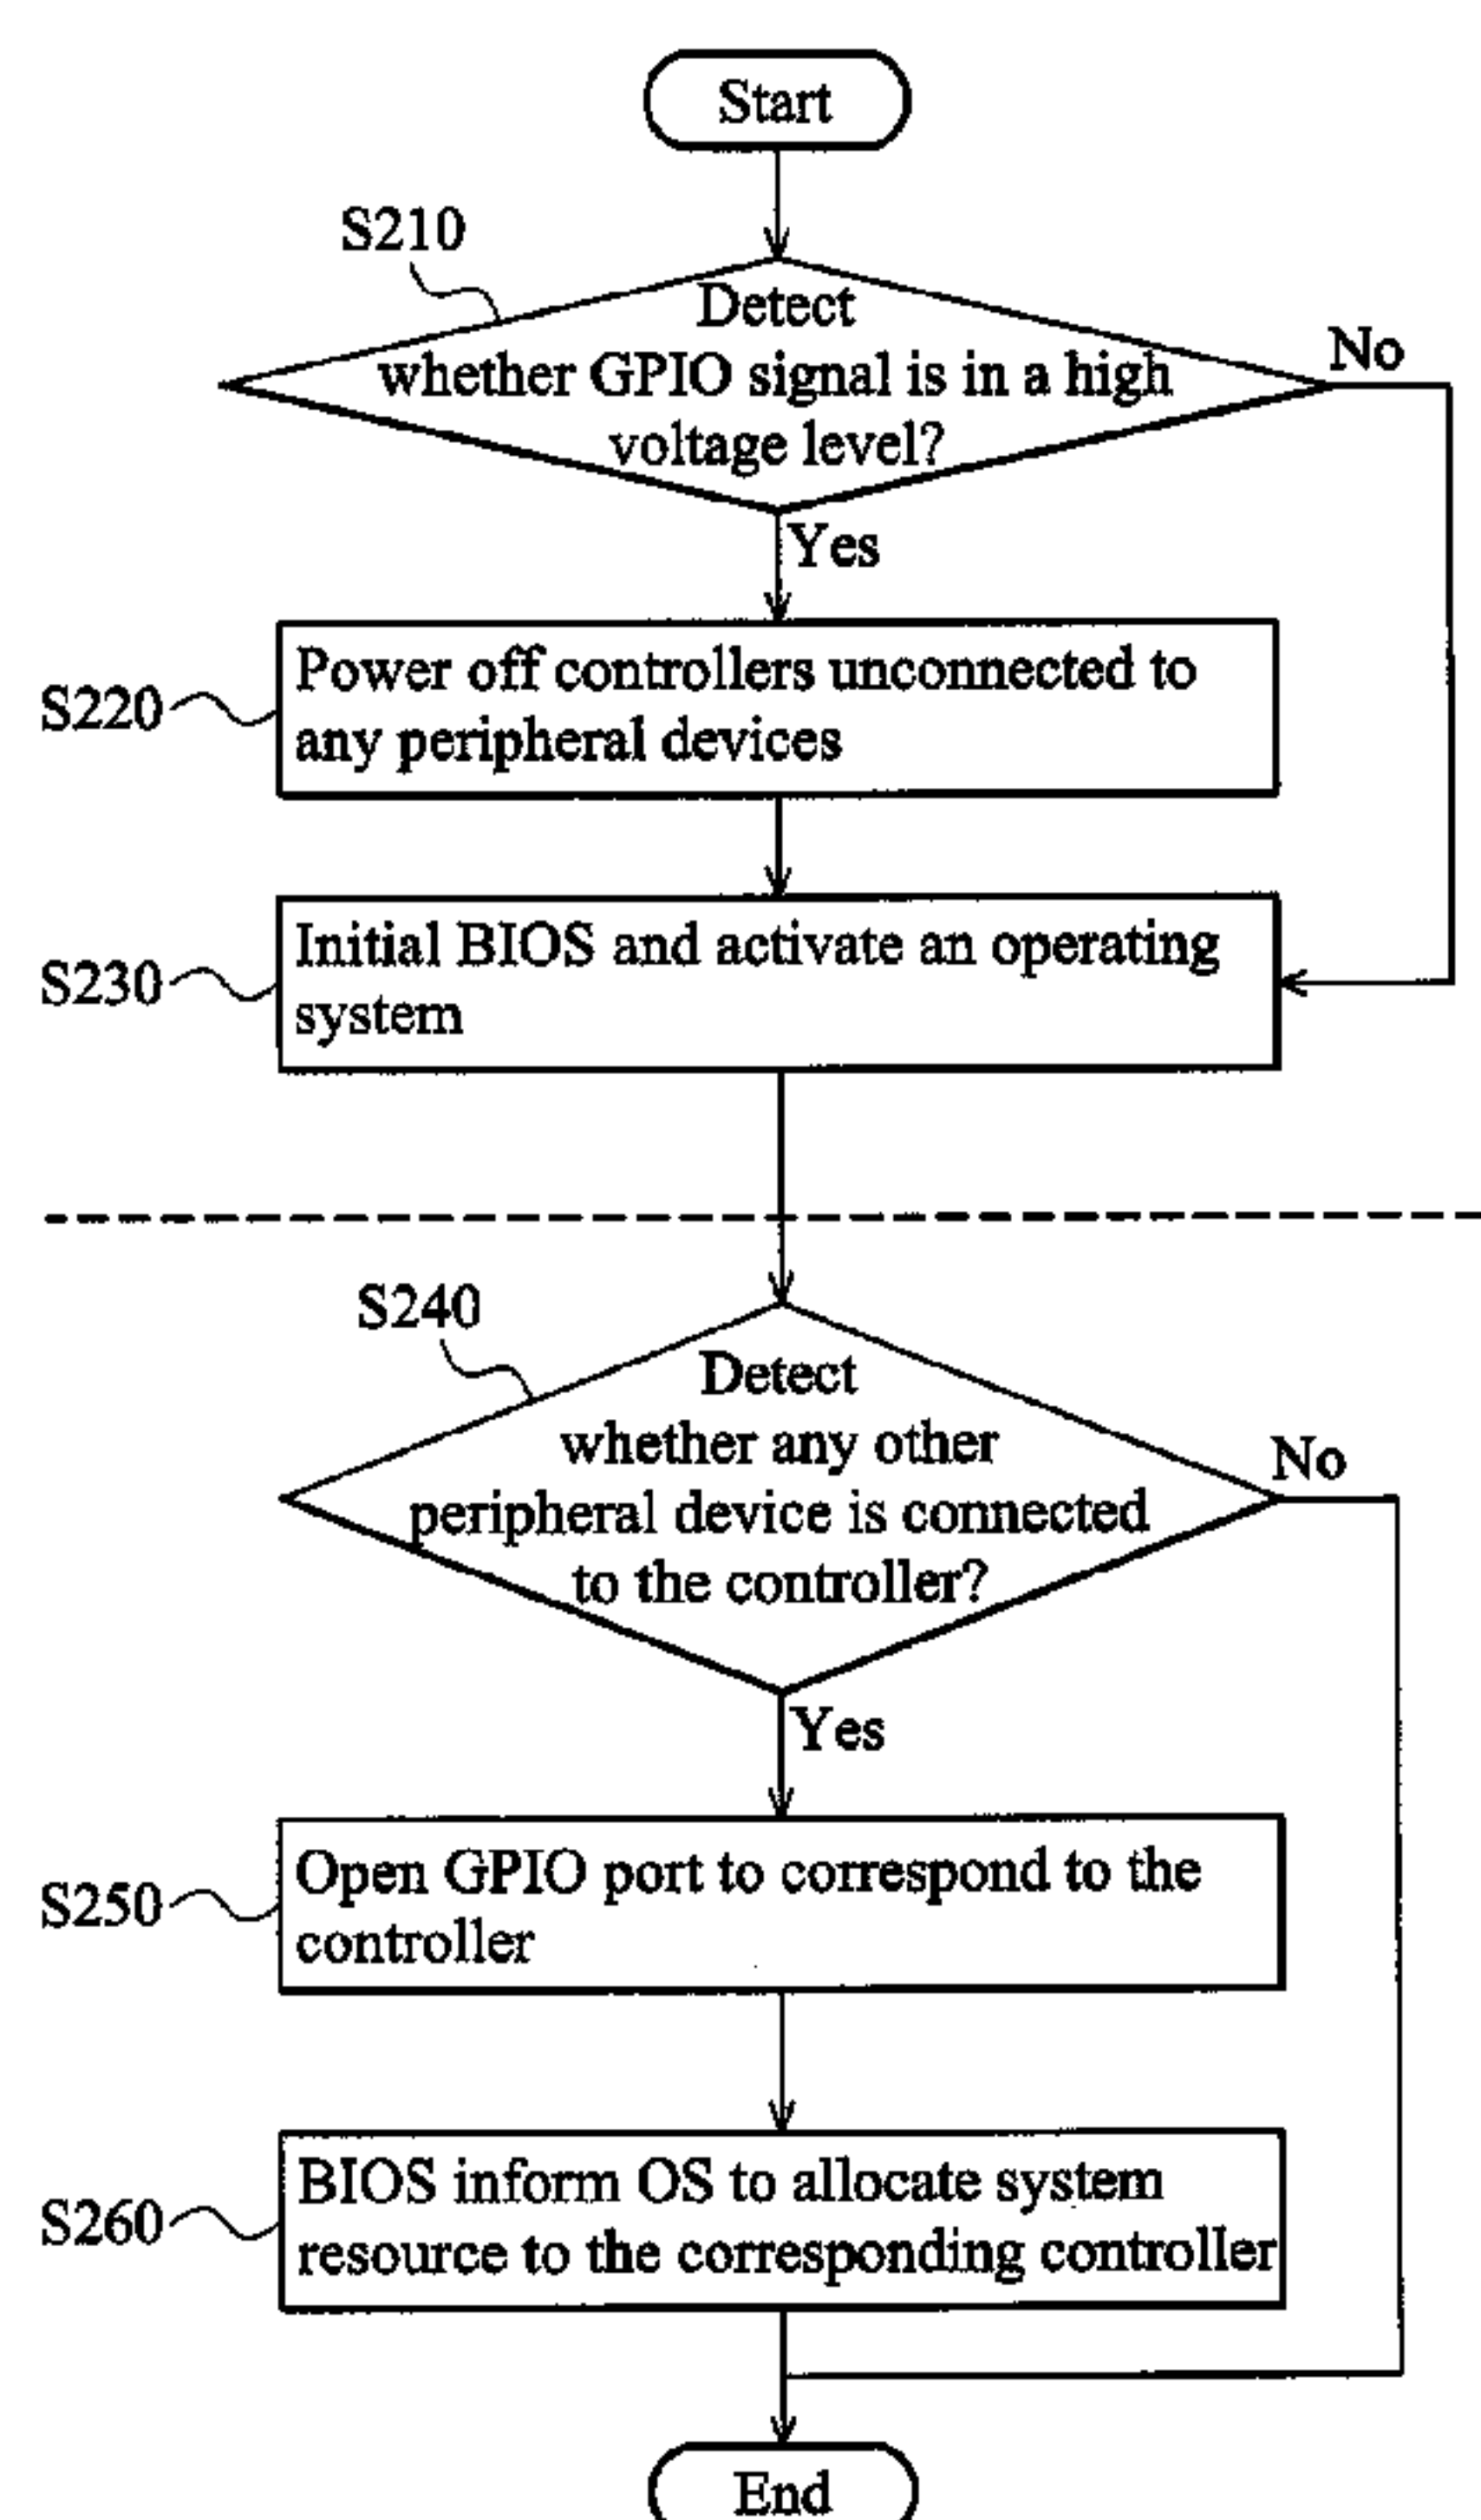 Start
S210
Detect
whether GPIO signal is in a high
voltage level?
No
Yes
S220
Power off controllers unconnected to
any peripheral devices
S230
Initial BIOS and activate an operating
system
S240
Detect
whether any other
peripheral device is connected
to the controller?
No
Yes
S250
Open GPIO port to correspond to the
controller
S260
BIOS inform OS to allocate system
resource to the corresponding controller
End